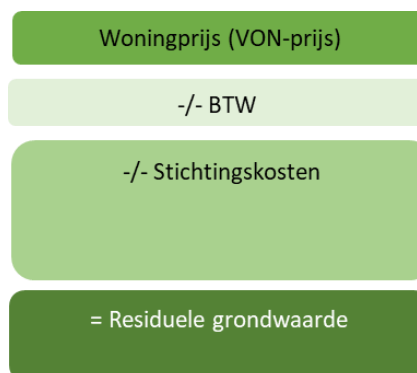 Woningprijs (VON-prijs)
-/- BTW
-/- Stichtingskosten
= Residuele grondwaarde